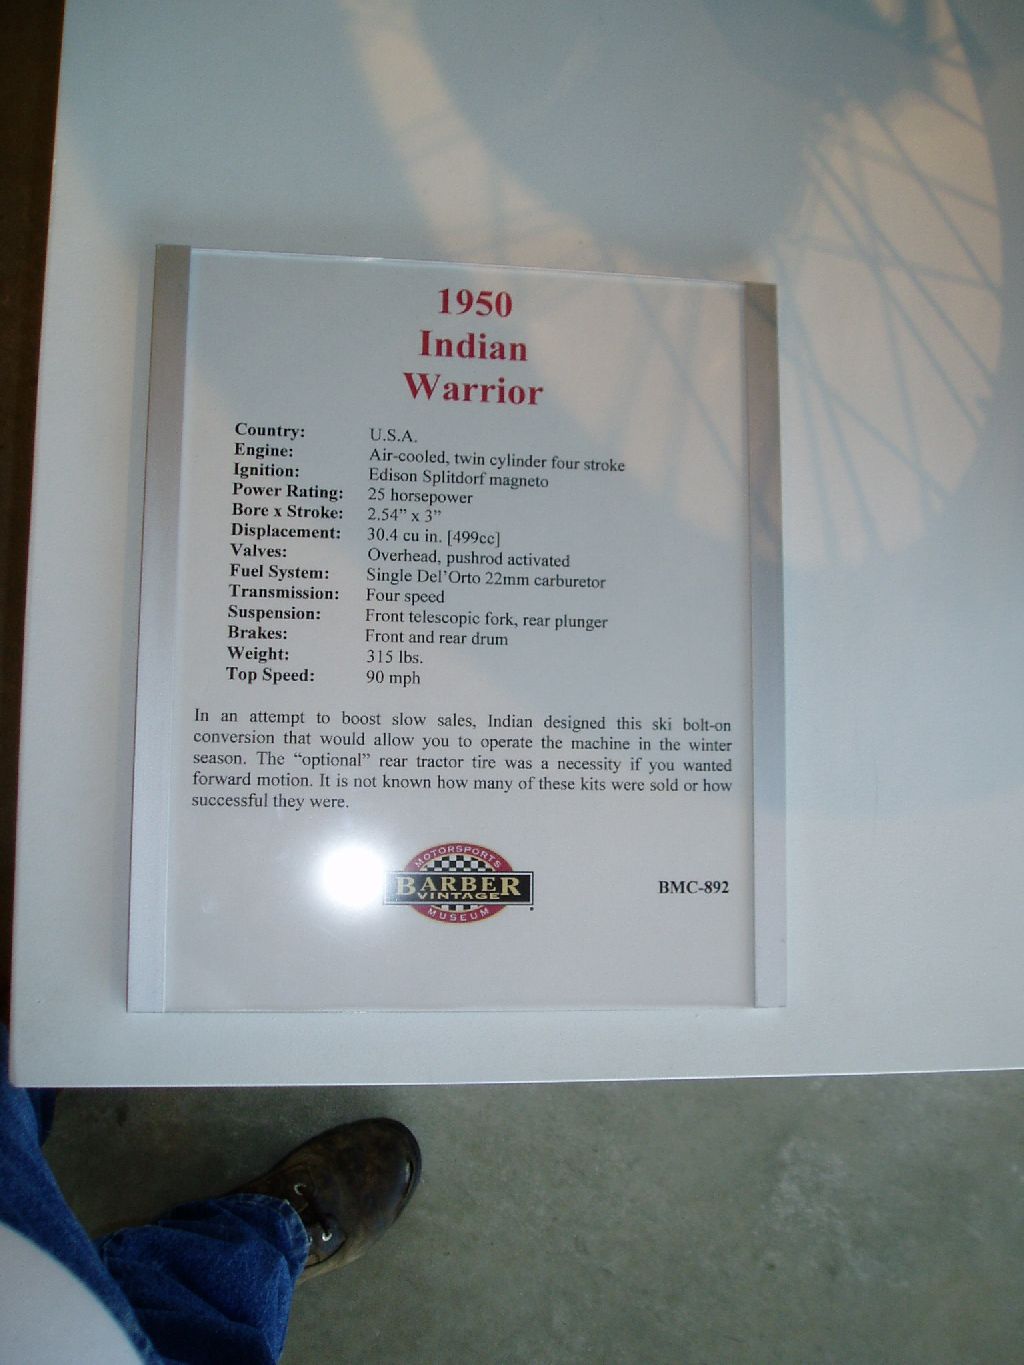 1950
Indian
Warrior
Country: U.S.A.
Engine: Air-cooled, twin cylinder four stroke
Ignition: Edison Splitdorf magneto
Power Rating: 25 horsepower
Bore x Stroke: 2.54” x 3”
Displacement: 30.4 cu in. [499cc]
Valves: Overhead, pushrod activated
Fuel System: Single Del’Orto 22mm carburetor
Transmission: Four speed
Suspension: Front telescopic fork, rear plunger
Brakes: Front and rear drum
Weight: 315 lbs.
Top Speed: 90 mph
In an attempt to boost slow sales, Indian designed this ski bolt-on
conversion that would allow you to operate the machine in the winter
season. The “optional” rear tractor tire was a necessity if you wanted
forward motion. It is not known how many of these kits were sold or how
successful they were.
MOTORSPORTS
BARBER
VINTAGE
MUSEUM
BMC-892